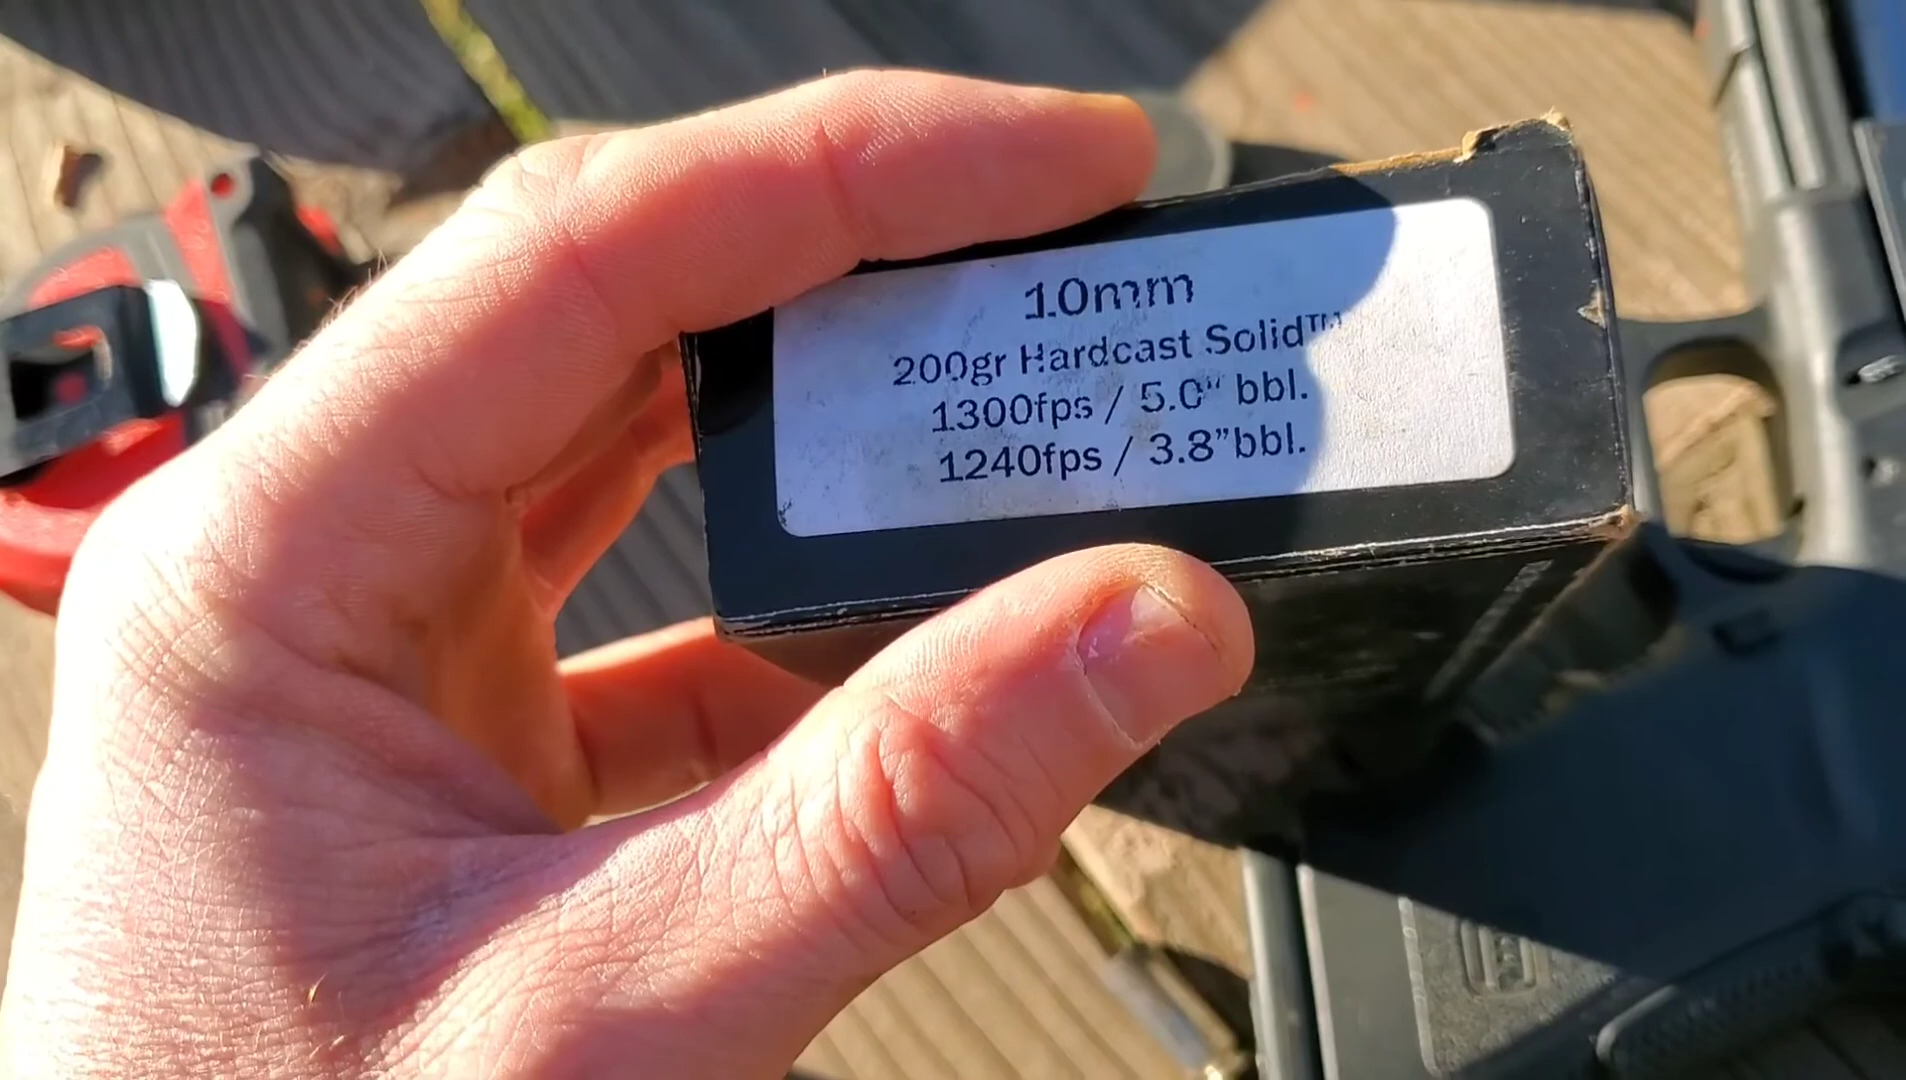 10mm
200gr Hardcast Solid™
1300fps / 5.0" bbl.
1240fps / 3.8"bbl.